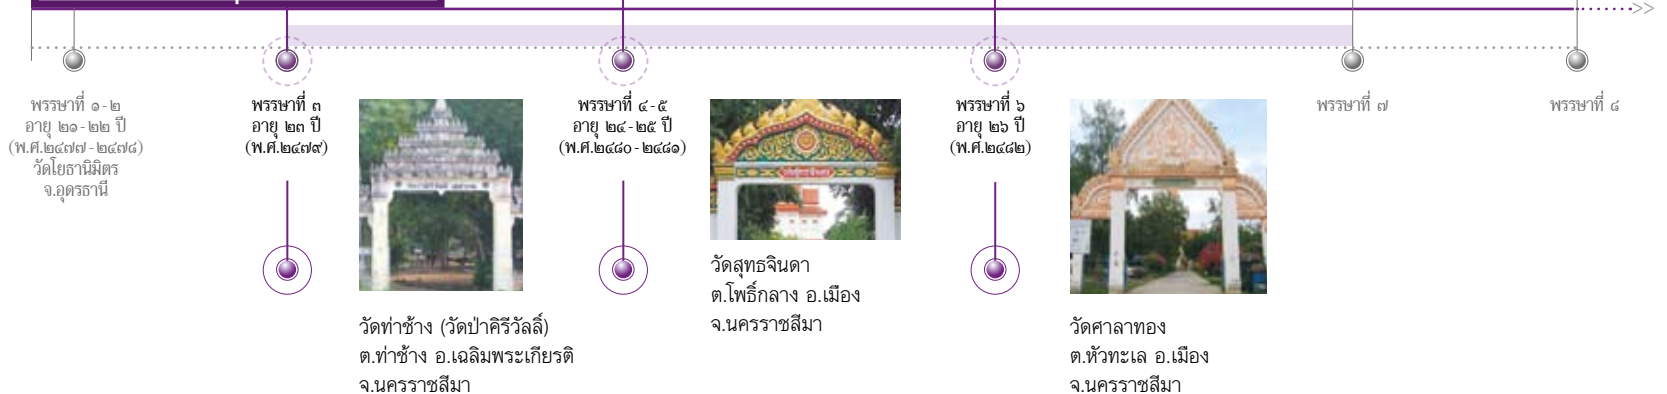 >>
พรรษาที่ ๑-๒
อายุ ๒๑-๒๒ ปี
(พ.ศ.๒๔๗๗-๒๔๗๘)
วัดโยธานิมิตร
จ.อุดรธานี
พรรษาที่ ๓
อายุ ๒๓ ปี
(พ.ศ.๒๔๗๙)
วัดท่าช้าง (วัดป่าคิรีวัลลิ์)
ต.ท่าช้าง อ.เฉลิมพระเกียรติ
จ.นครราชสีมา
พรรษาที่ ๔-๕
อายุ ๒๔-๒๕ ปี
(พ.ศ.๒๔๘๐-๒๔๘๑)
วัดสุทธจินดา
ต.โพธิ์กลาง อ.เมือง
จ.นครราชสีมา
พรรษาที่ ๖
อายุ ๒๖ ปี
(พ.ศ.๒๔๘๒)
วัดศาลาทอง
ต.หัวทะเล อ.เมือง
จ.นครราชสีมา
พรรษาที่ ๗
พรรษาที่ ๘